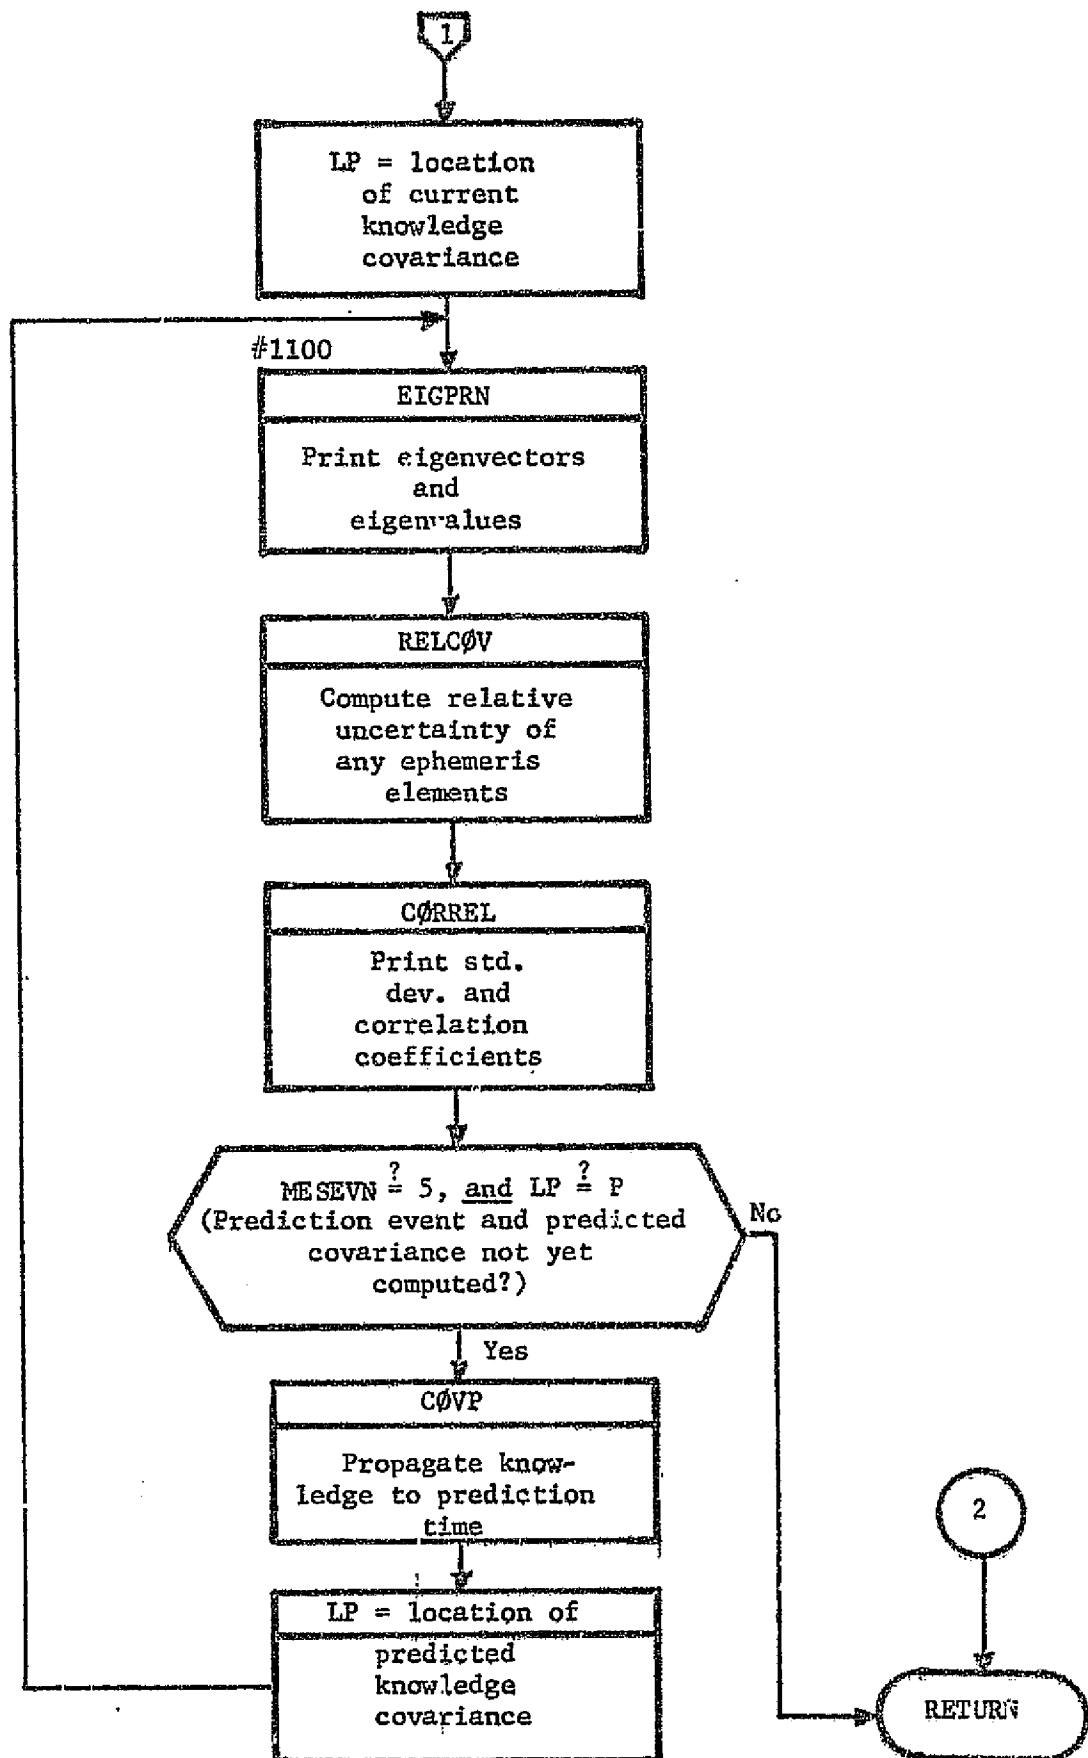 1
LP = location
of current
knowledge
covariance
#1100
EIGPRN
Print eigenvectors
and
eigenvalues
RELCØV
Compute relative
uncertainty of
any ephemeris
elements
CØRREL
Print std.
dev. and
correlation
coefficients
MESEVN ?= 5, and LP ?= P
(Prediction event and predicted
covariance not yet
computed?)
No
Yes
CØVP
Propagate know-
ledge to prediction
time
2
LP = location of
predicted
knowledge
covariance
RETURN